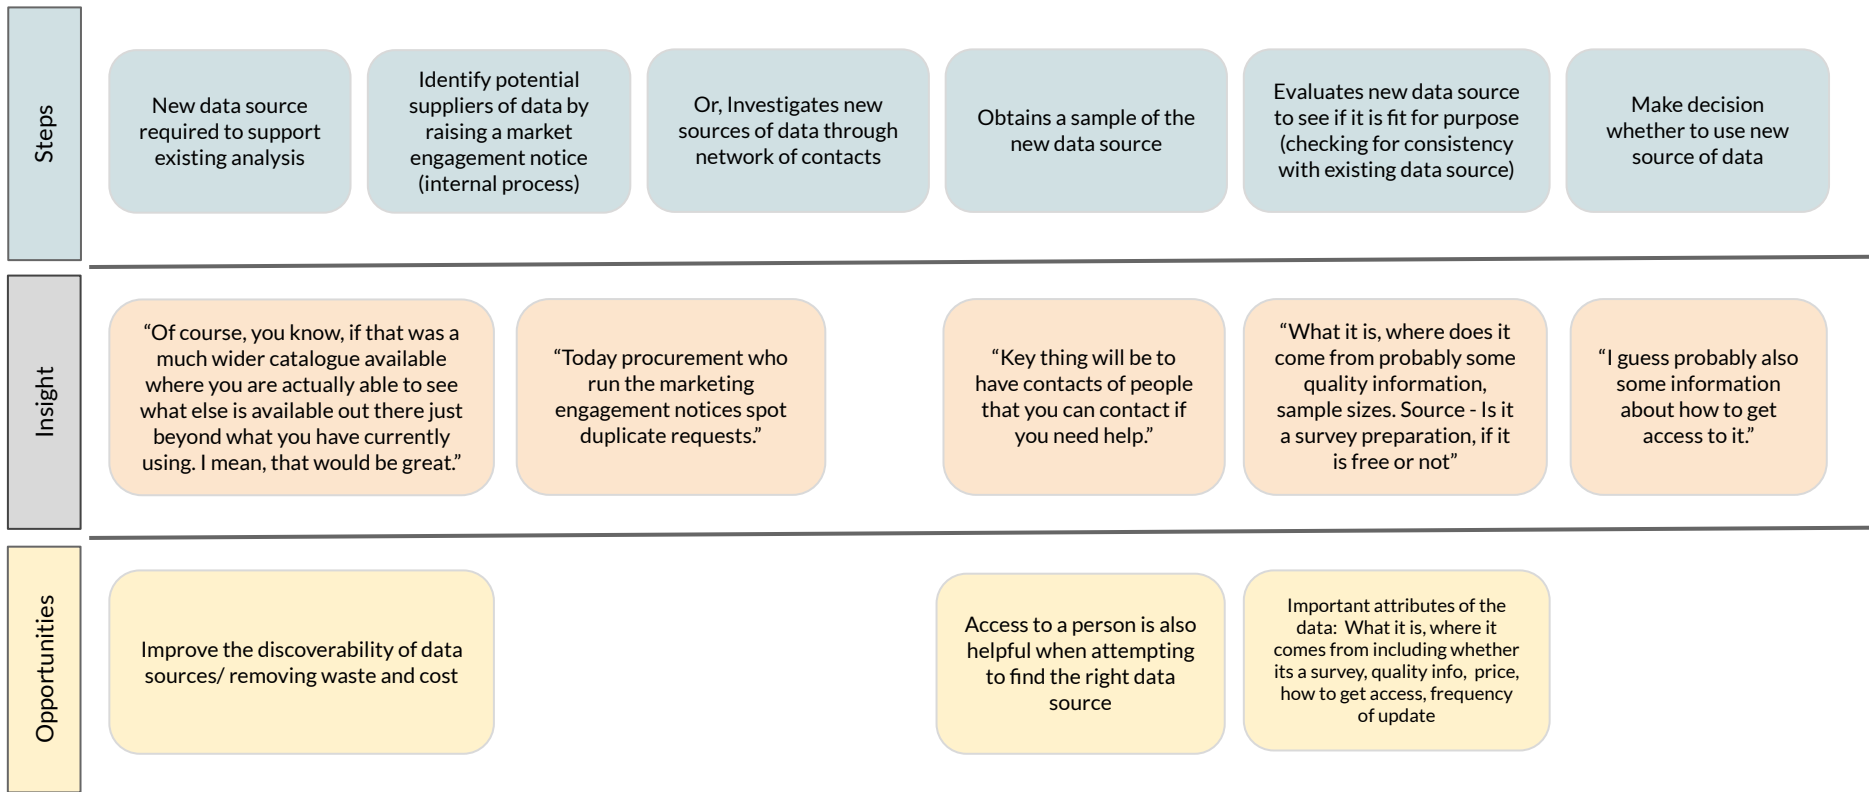 Steps
New data source
required to support
existing analysis
Identify potential
suppliers of data by
raising a market
engagement notice
(internal process)
Or, Investigates new
sources of data through
network of contacts
Obtains a sample of the
new data source
Evaluates new data source
to see if it is fit for purpose
(checking for consistency
with existing data source)
Make decision
whether to use new
source of data
Insight
“Of course, you know, if that was a
much wider catalogue available
where you are actually able to see
what else is available out there just
beyond what you have currently
using. I mean, that would be great.”
“Today procurement who
run the marketing
engagement notices spot
duplicate requests.”
“Key thing will be to
have contacts of people
that you can contact if
you need help.”
“What it is, where does it
come from probably some
quality information,
sample sizes. Source - Is it
a survey preparation, if it
is free or not”
“I guess probably also
some information
about how to get
access to it.”
Opportunities
Improve the discoverability of data
sources/ removing waste and cost
Access to a person is also
helpful when attempting
to find the right data
source
Important attributes of the
data:  What it is, where it
comes from including whether
its a survey, quality info,  price,
how to get access, frequency
of update